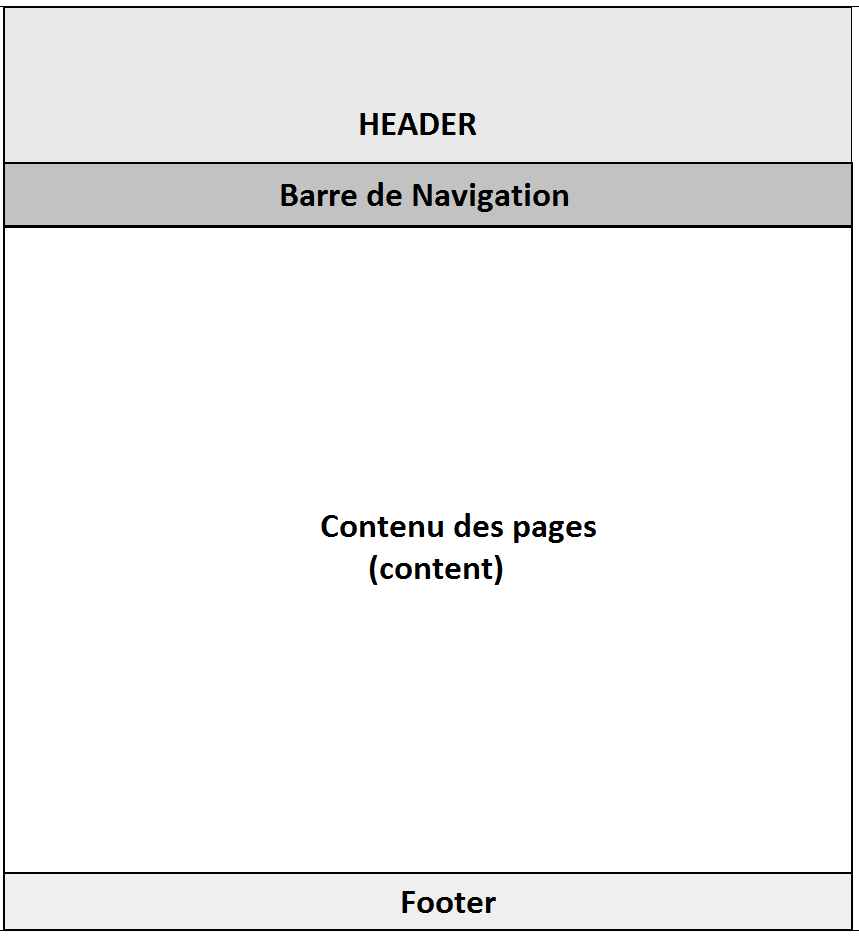 HEADER
Barre de Navigation
Contenu des pages
(content)
Footer